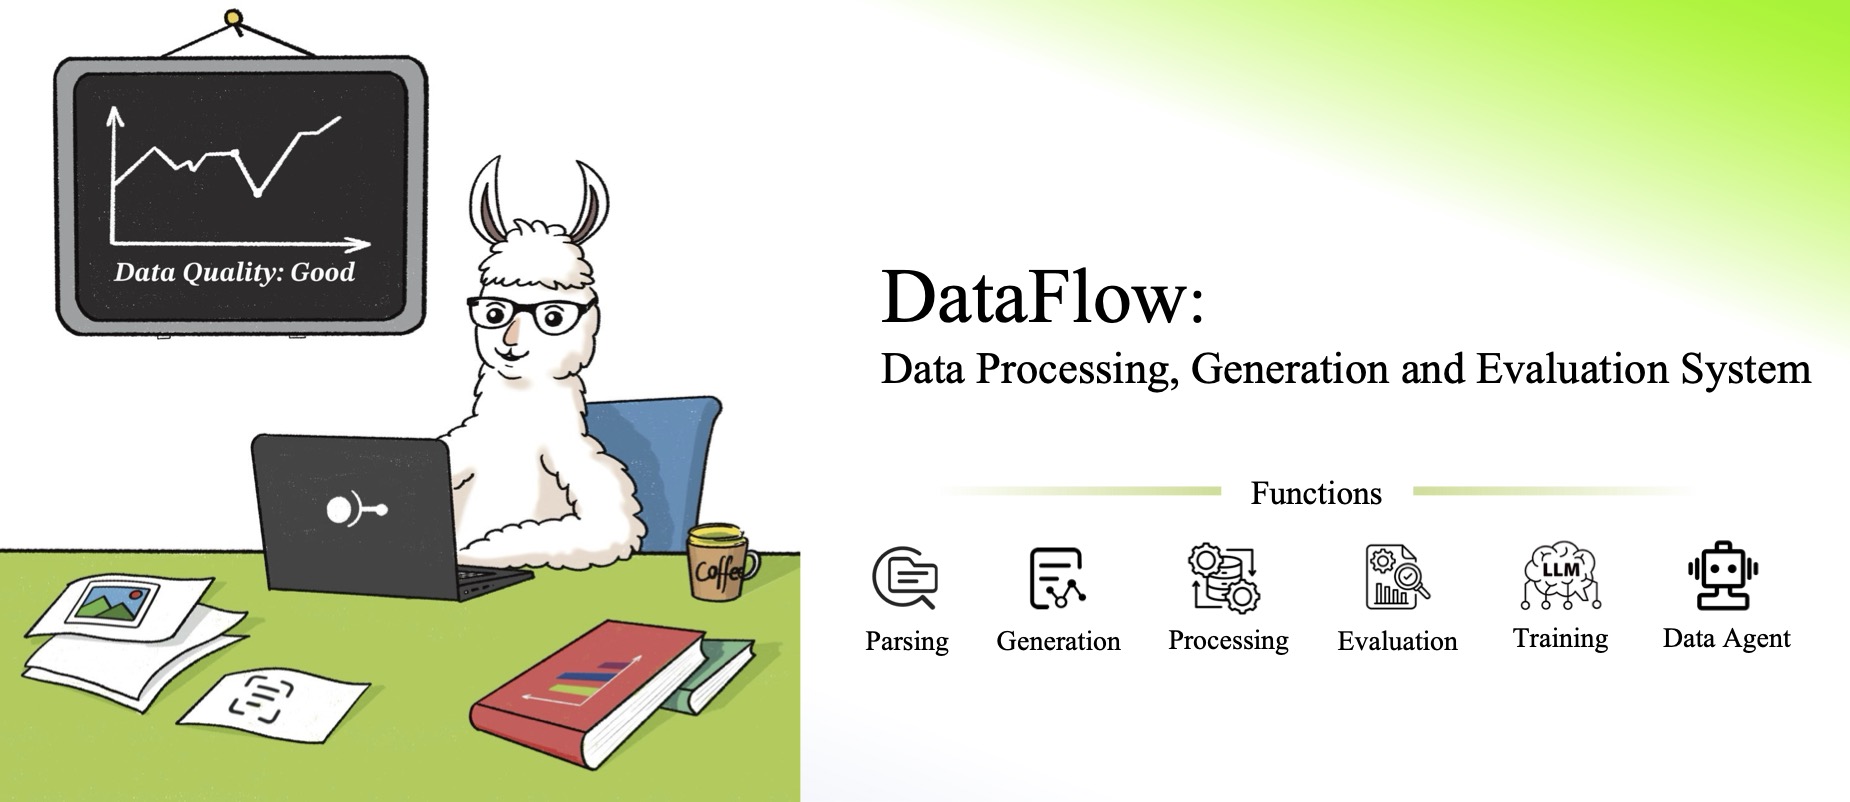 Data Quality: Good
Coffee
DataFlow:
Data Processing, Generation and Evaluation System
Functions
LLM
Parsing
Generation
Processing
Evaluation
Training
Data Agent